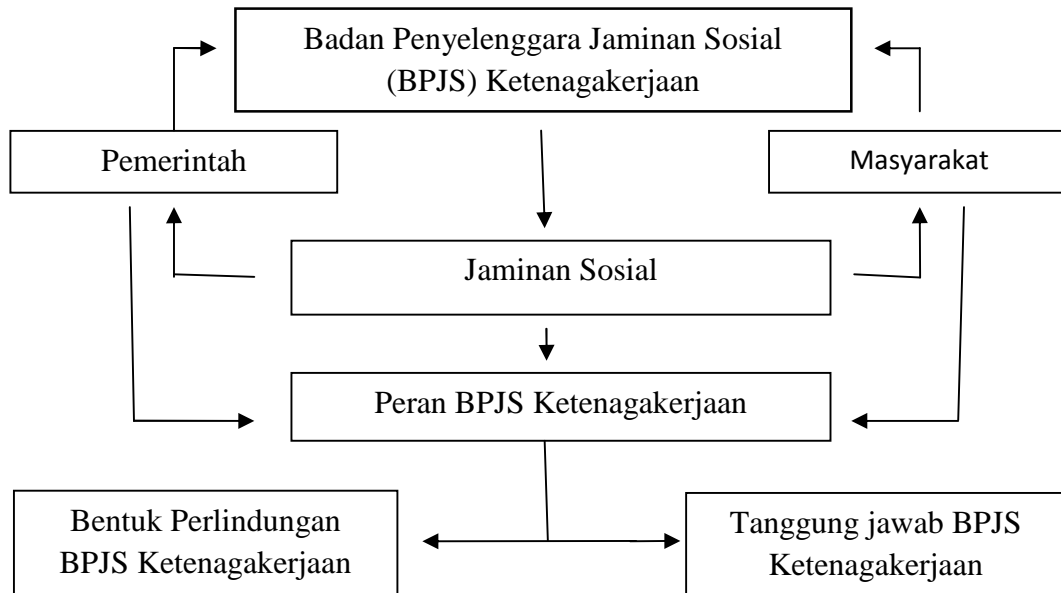 Badan Penyelenggara Jaminan Sosial
(BPJS) Ketenagakerjaan
Pemerintah
Masyarakat
Jaminan Sosial
Peran BPJS Ketenagakerjaan
Bentuk Perlindungan
BPJS Ketenagakerjaan
Tanggung jawab BPJS
Ketenagakerjaan